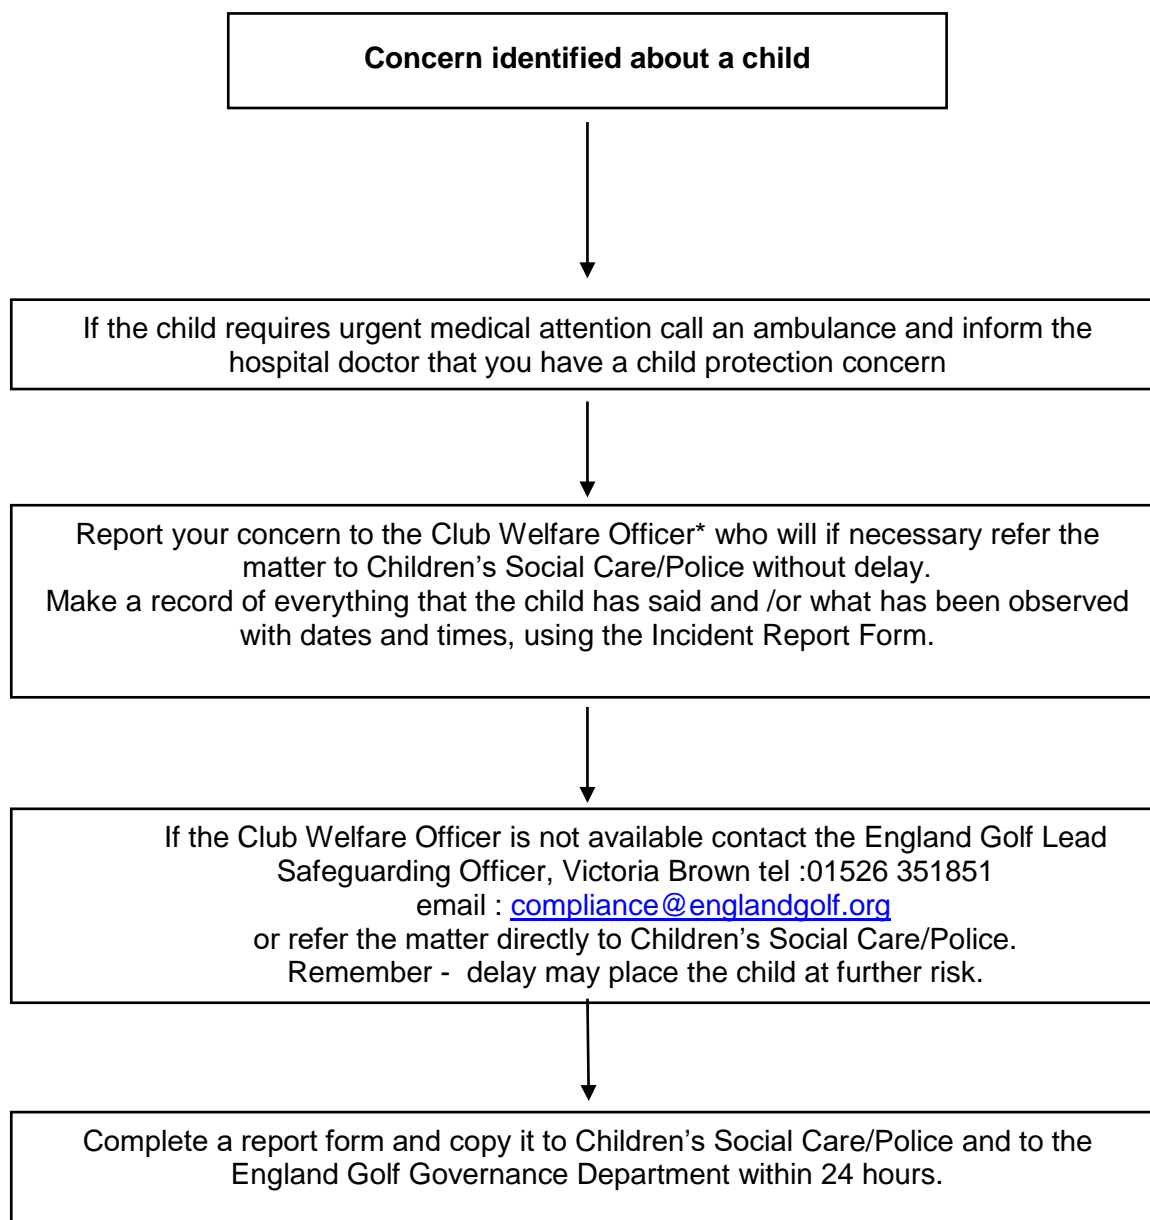 Concern identified about a child
If the child requires urgent medical attention call an ambulance and inform the
hospital doctor that you have a child protection concern
Report your concern to the Club Welfare Officer* who will if necessary refer the
matter to Children’s Social Care/Police without delay.
Make a record of everything that the child has said and /or what has been observed
with dates and times, using the Incident Report Form.
If the Club Welfare Officer is not available contact the England Golf Lead
Safeguarding Officer, Victoria Brown tel :01526 351851
email : compliance@englandgolf.org
or refer the matter directly to Children’s Social Care/Police.
Remember -  delay may place the child at further risk.
Complete a report form and copy it to Children’s Social Care/Police and to the
England Golf Governance Department within 24 hours.